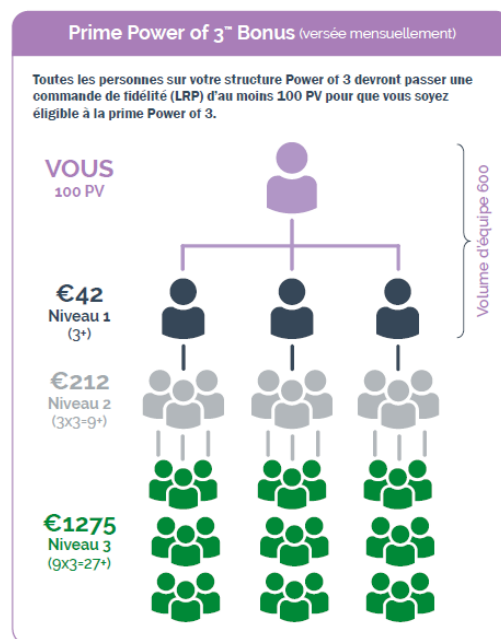 Prime Power of 3™ Bonus (versée mensuellement)
Toutes les personnes sur votre structure Power of 3 devront passer une
commande de fidélité (LRP) d'au moins 100 PV pour que vous soyez
éligible à la prime Power of 3.
VOUS
100 PV
Volume d'équipe 600
€42
Niveau 1
(3+)
€212
Niveau 2
(3x3=9+)
€1275
Niveau 3
(9x3=27+)